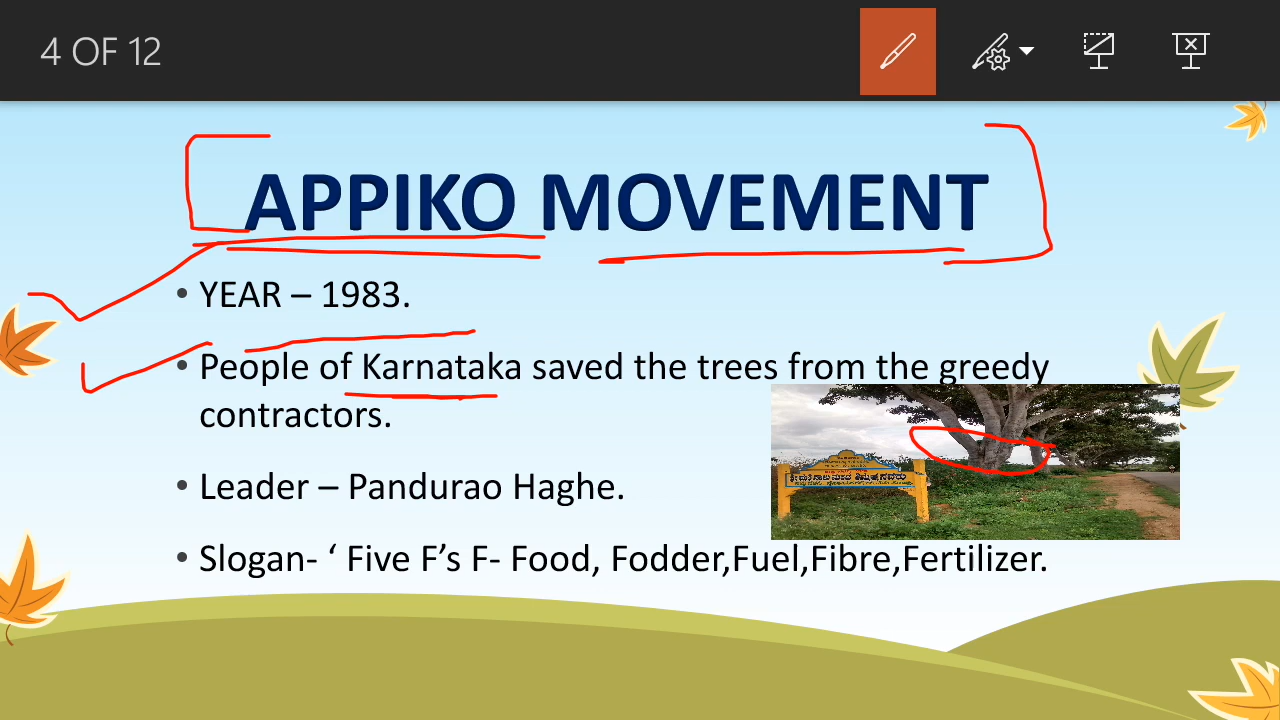 4 OF 12
APPIKO MOVEMENT
• YEAR – 1983.
• People of Karnataka saved the trees from the greedy
contractors.
• Leader – Pandurao Haghe.
• Slogan- ‘ Five F’s F- Food, Fodder,Fuel,Fibre,Fertilizer.